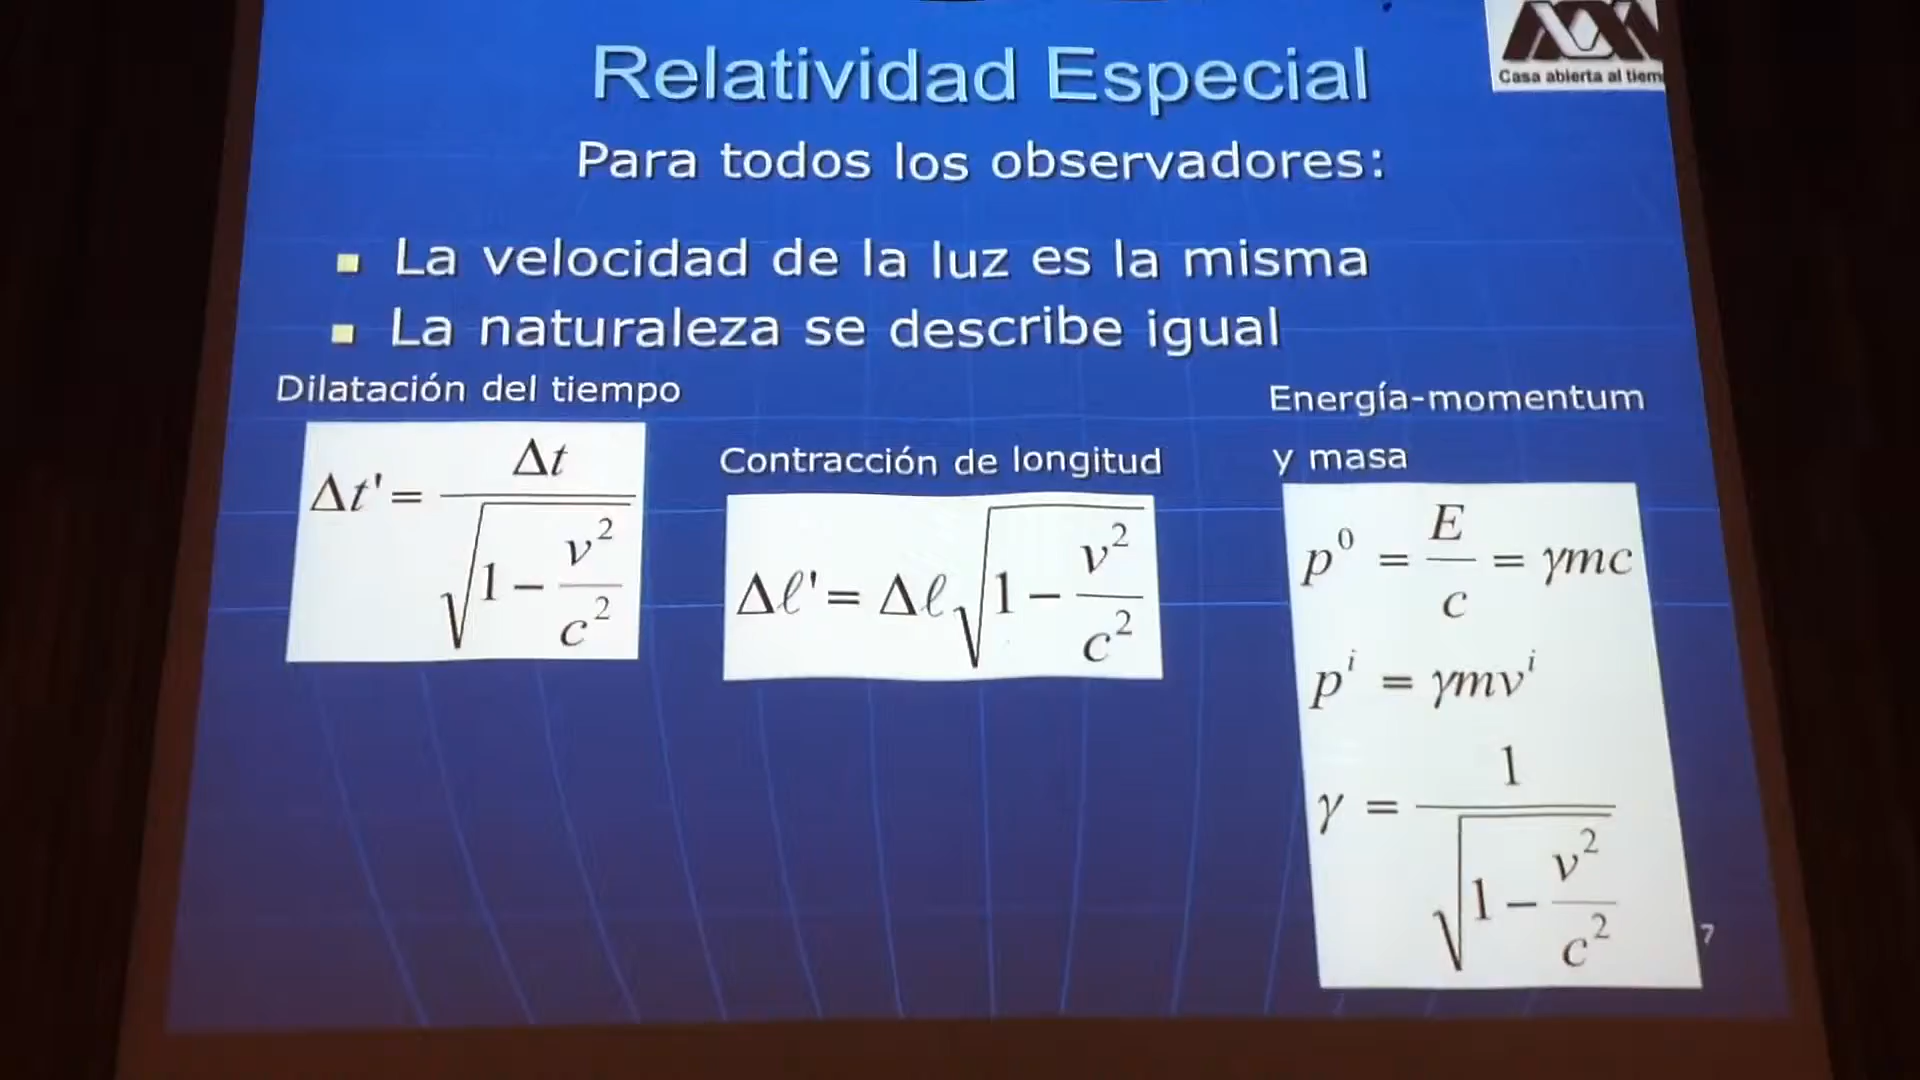 Relatividad Especial
Casa abierta al tiem
Para todos los observadores:
La velocidad de la luz es la misma
La naturaleza se describe igual
Dilatación del tiempo
Δt' = Δt / √(1 − v²/c²)
Contracción de longitud
Δℓ' = Δℓ √(1 − v²/c²)
Energía-momentum
y masa
p⁰ = E/c = γmc
pⁱ = γmvⁱ
γ = 1 / √(1 − v²/c²)
7